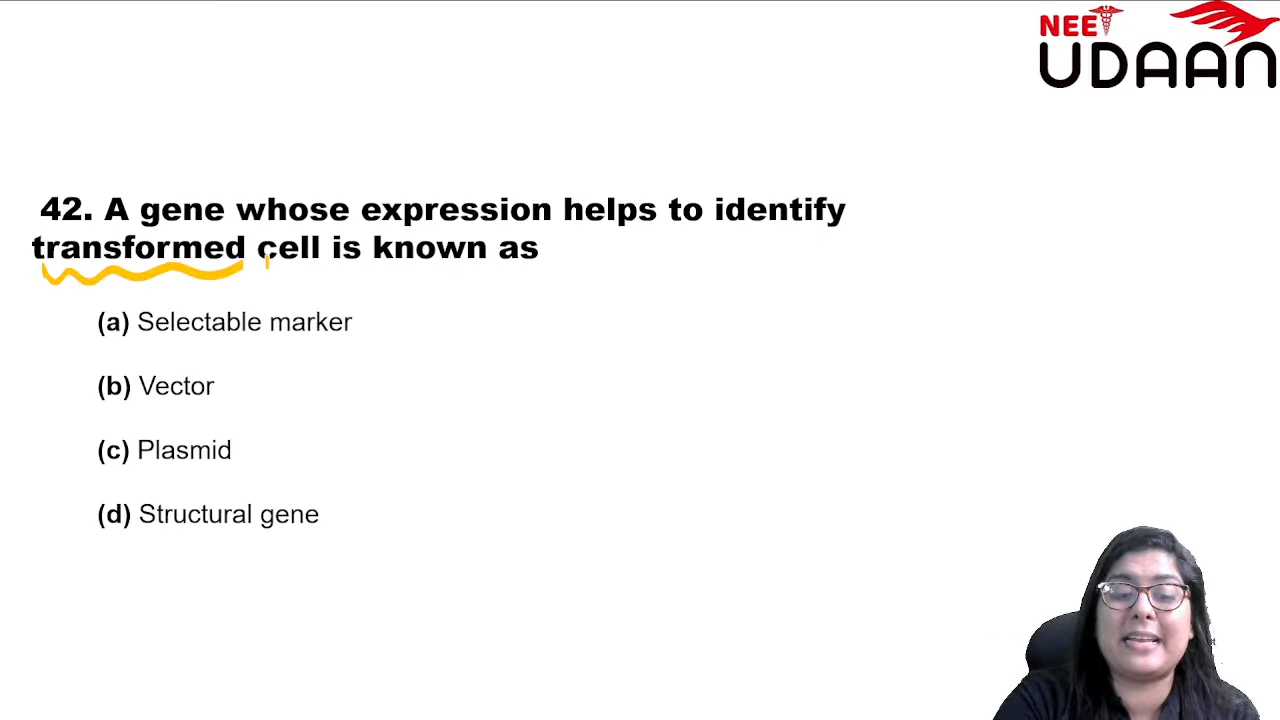 NEET
UDAAN
42. A gene whose expression helps to identify
transformed cell is known as
(a) Selectable marker
(b) Vector
(c) Plasmid
(d) Structural gene